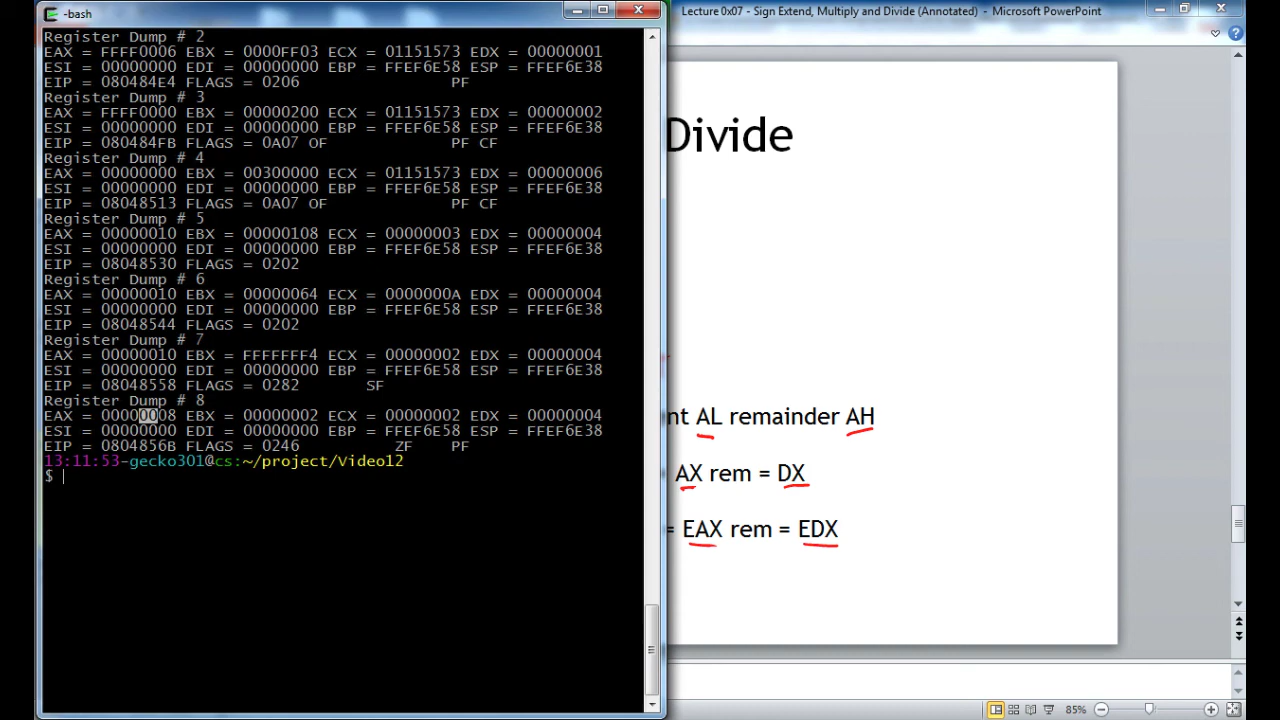 -bash
Lecture 0x07 - Sign Extend, Multiply and Divide (Annotated) - Microsoft PowerPoint
Register Dump # 2
EAX = FFFF0006 EBX = 0000FF03 ECX = 01151573 EDX = 00000001
ESI = 00000000 EDI = 00000000 EBP = FFEF6E58 ESP = FFEF6E38
EIP = 080484E4 FLAGS = 0206 PF
Register Dump # 3
EAX = FFFF0000 EBX = 00000200 ECX = 01151573 EDX = 00000002
ESI = 00000000 EDI = 00000000 EBP = FFEF6E58 ESP = FFEF6E38
EIP = 080484FB FLAGS = 0A07 OF PF CF
Register Dump # 4
EAX = 00000000 EBX = 00300000 ECX = 01151573 EDX = 00000006
ESI = 00000000 EDI = 00000000 EBP = FFEF6E58 ESP = FFEF6E38
EIP = 08048513 FLAGS = 0A07 OF PF CF
Register Dump # 5
EAX = 00000010 EBX = 00000108 ECX = 00000003 EDX = 00000004
ESI = 00000000 EDI = 00000000 EBP = FFEF6E58 ESP = FFEF6E38
EIP = 08048530 FLAGS = 0202
Register Dump # 6
EAX = 00000010 EBX = 00000064 ECX = 0000000A EDX = 00000004
ESI = 00000000 EDI = 00000000 EBP = FFEF6E58 ESP = FFEF6E38
EIP = 08048544 FLAGS = 0202
Register Dump # 7
EAX = 00000010 EBX = FFFFFFF4 ECX = 00000002 EDX = 00000004
ESI = 00000000 EDI = 00000000 EBP = FFEF6E58 ESP = FFEF6E38
EIP = 08048558 FLAGS = 0282 SF
Register Dump # 8
EAX = 00000008 EBX = 00000002 ECX = 00000002 EDX = 00000004
ESI = 00000000 EDI = 00000000 EBP = FFEF6E58 ESP = FFEF6E38
EIP = 0804856B FLAGS = 0246 ZF PF
13:11:53-gecko301@cs:~/project/Video12
$
Divide
nt AL remainder AH
AX rem = DX
= EAX rem = EDX
85%